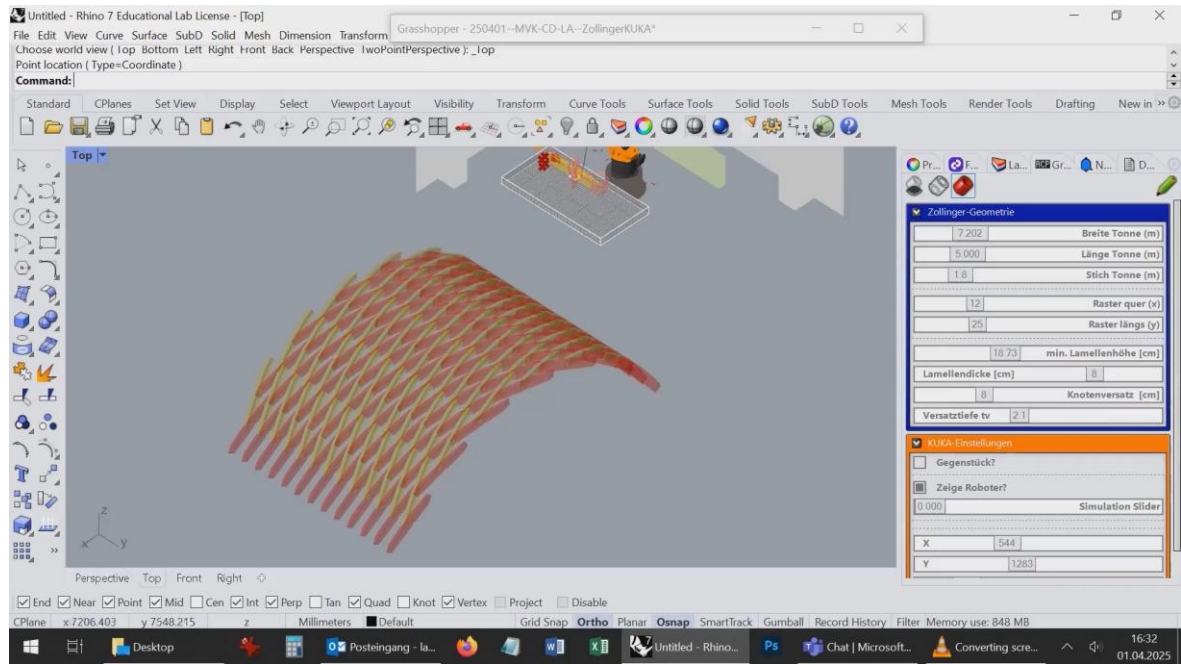 Untitled - Rhino 7 Educational Lab License - [Top]
Grasshopper - 250401--MVK-CD-LA--ZollingerKUKA*
File Edit View Curve Surface SubD Solid Mesh Dimension Transform
Choose world view ( Top Bottom Left Right Front Back Perspective TwoPointPerspective ): _Top
Point location ( Type=Coordinate )
Command:
Standard CPlanes Set View Display Select Viewport Layout Visibility Transform Curve Tools Surface Tools Solid Tools SubD Tools Mesh Tools Render Tools Drafting New in »
Top
Pr... F... La... Gr... N... D...
Zollinger-Geometrie
7.202 Breite Tonne (m)
5.000 Länge Tonne (m)
1.8 Stich Tonne (m)
12 Raster quer (x)
25 Raster längs (y)
18.73 min. Lamellenhöhe [cm]
Lamellendicke [cm] 8
8 Knotenversatz [cm]
Versatztiefe tv 2.1
KUKA-Einstellungen
Gegenstück?
Zeige Roboter?
0.000 Simulation Slider
X 544
Y 1283
z
x y
Perspective Top Front Right
End Near Point Mid Cen Int Perp Tan Quad Knot Vertex Project Disable
CPlane x 7206.403 y 7548.215 z Millimeters Default Grid Snap Ortho Planar Osnap SmartTrack Gumball Record History Filter Memory use: 848 MB
Desktop Posteingang - la... Untitled - Rhino... Ps Chat | Microsoft... Converting scre... 16:32
01.04.2025